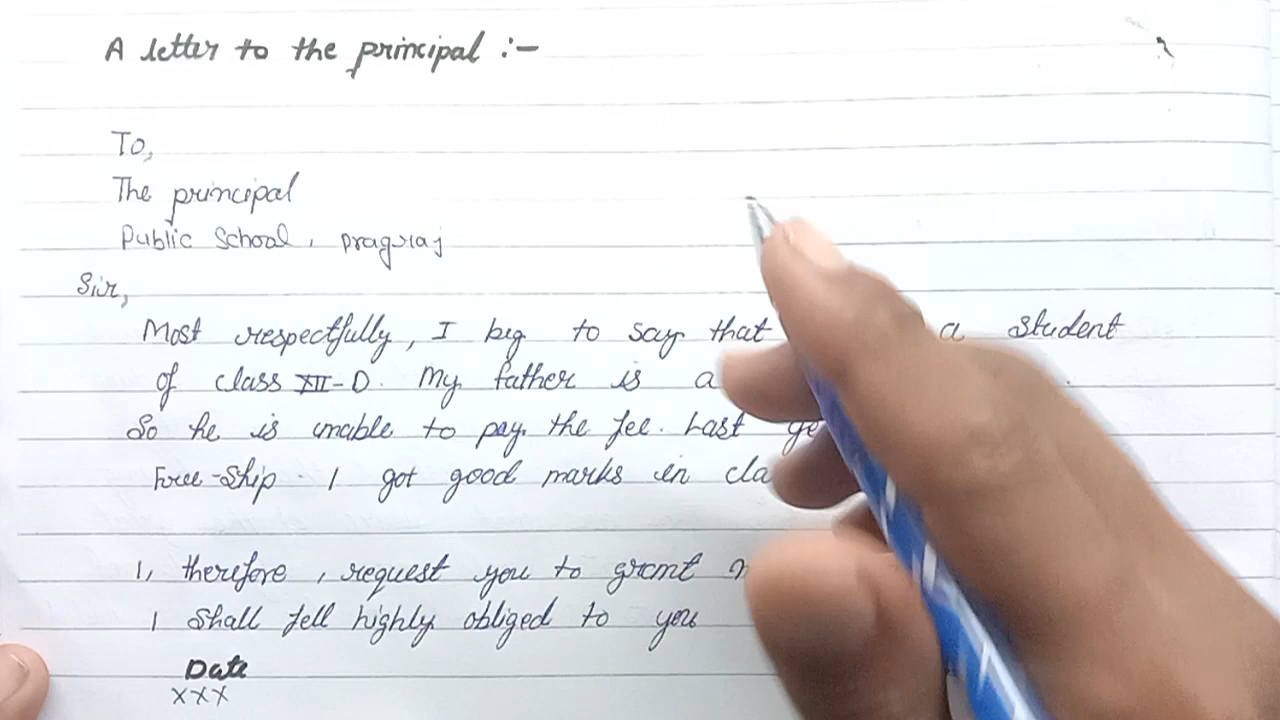 A letter to the principal :-
To,
The principal
Public School, pragraj
Sir,
Most respectfully, I beg to say that a student
of class XII-D. My father is a
So he is unable to pay the fee. Last
Free-Ship. I got good marks in
I, therefore, request you to grant
I Shall fell highly obliged to you
Date
XXX